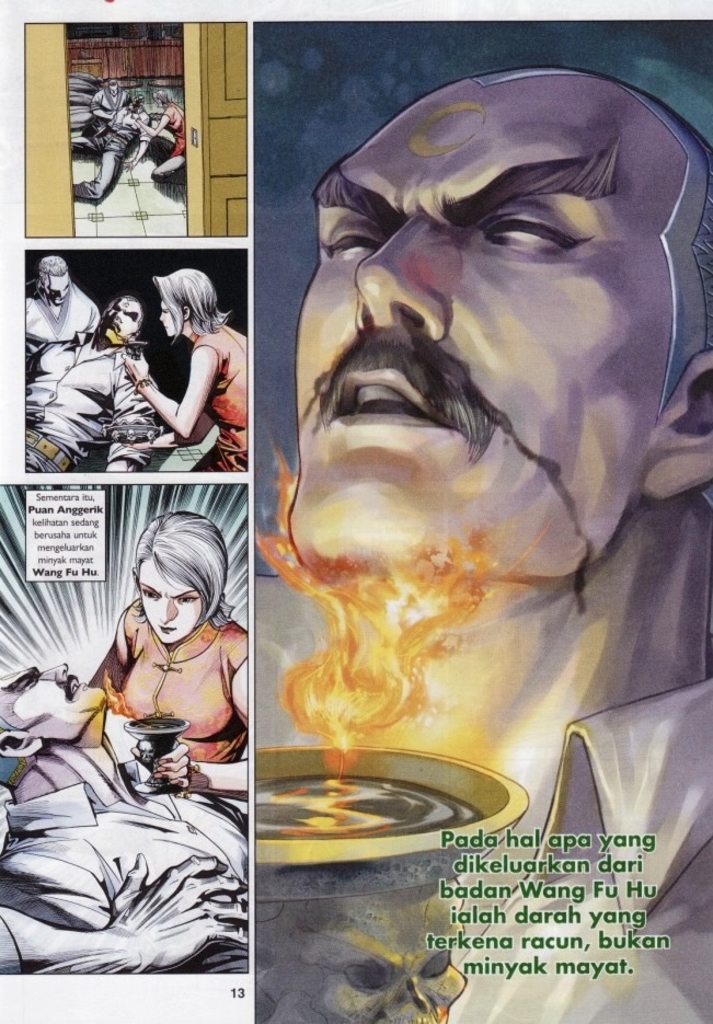 Sementara itu,
Puan Anggerik
kelihatan sedang
berusaha untuk
mengeluarkan
minyak mayat
Wang Fu Hu.
Pada hal apa yang
dikeluarkan dari
badan Wang Fu Hu
ialah darah yang
terkena racun, bukan
minyak mayat.
13